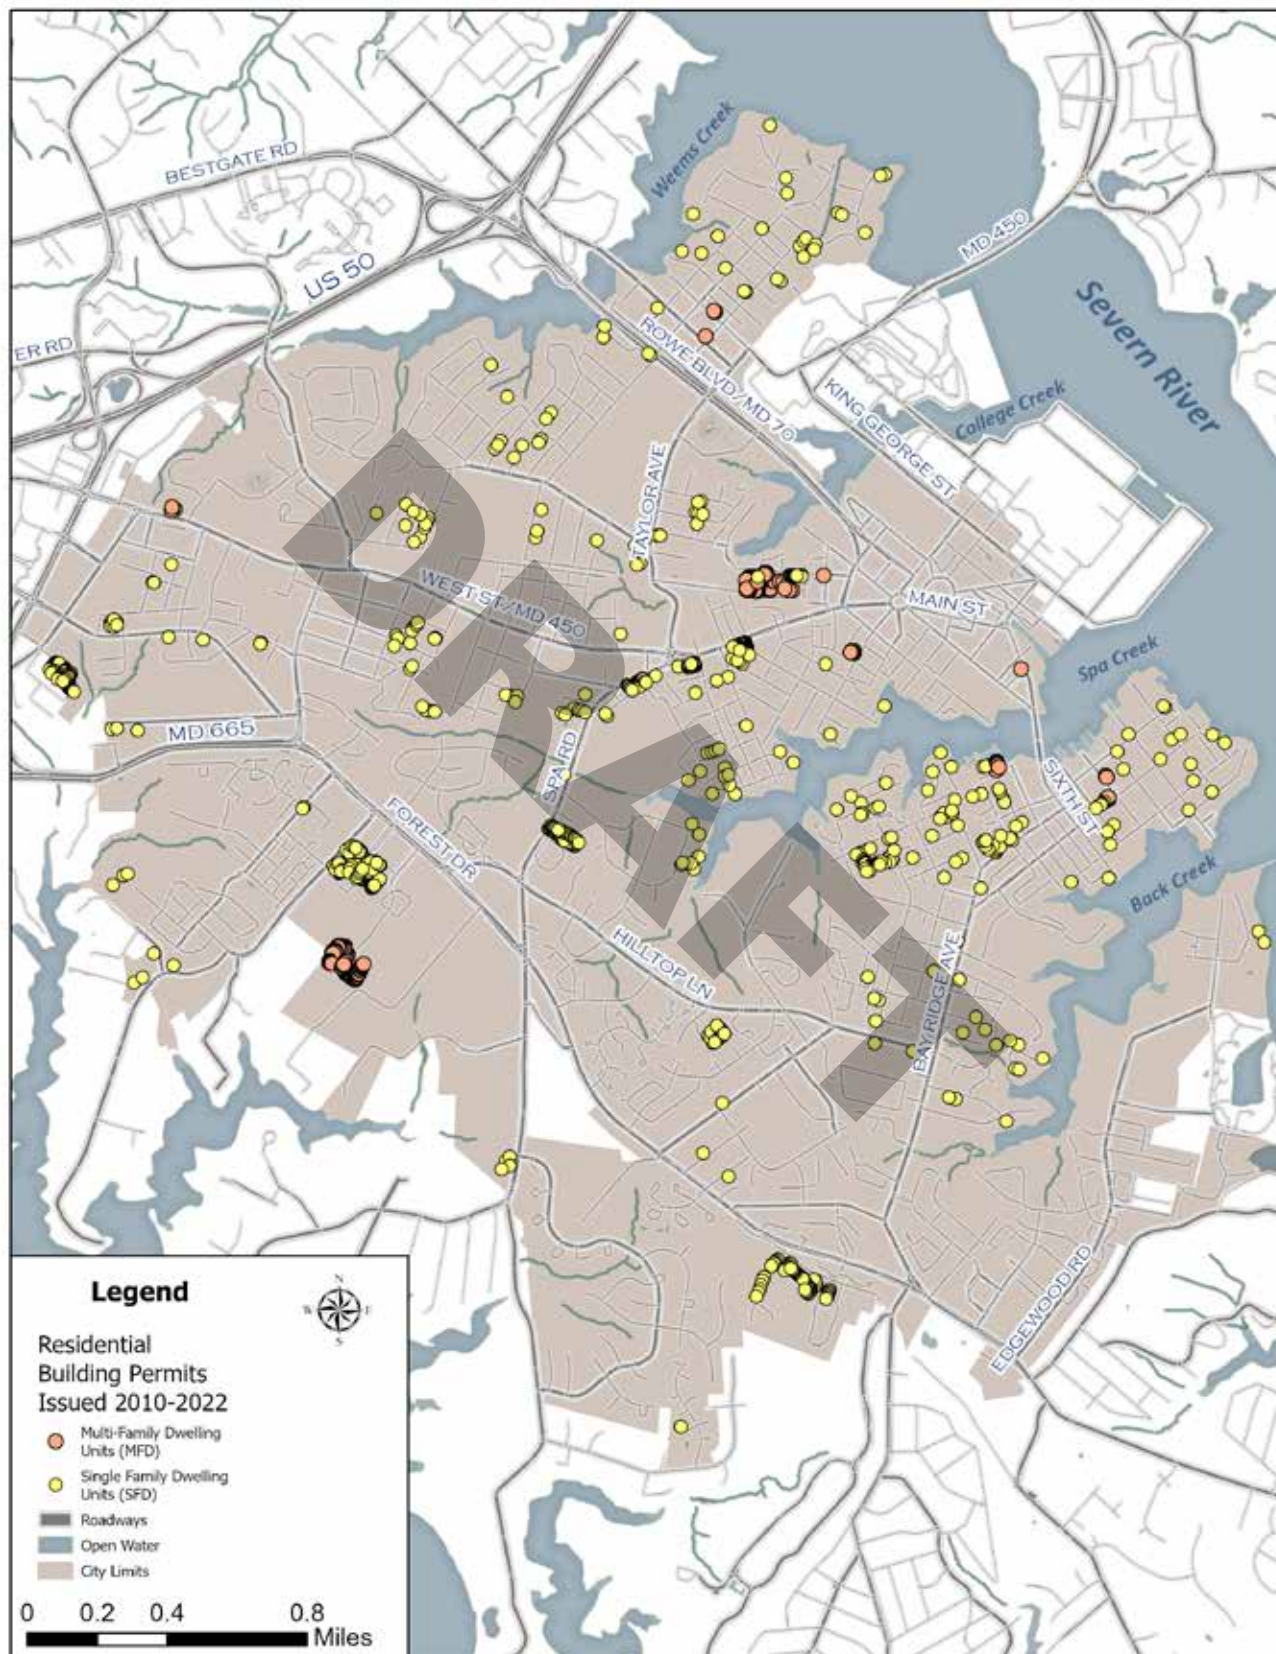 Weems Creek
BESTGATE RD
MD 450
US 50
Severn River
ER RD
ROWE BLVD/MD 70
KING GEORGE ST
College Creek
TAYLOR AVE
WEST ST/MD 450
MAIN ST
Spa Creek
MD 665
SPA RD
SIXTH ST
FOREST DR
Back Creek
HILLTOP LN
BAY RIDGE AVE
EDGEWOOD RD
DRAFT
Legend
N
W E
S
Residential
Building Permits
Issued 2010-2022
Multi-Family Dwelling
Units (MFD)
Single Family Dwelling
Units (SFD)
Roadways
Open Water
City Limits
0 0.2 0.4 0.8
Miles